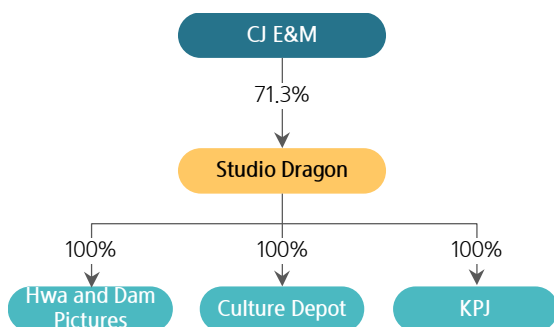 CJ E&M
71.3%
Studio Dragon
100%
100%
100%
Hwa and Dam
Pictures
Culture Depot
KPJ